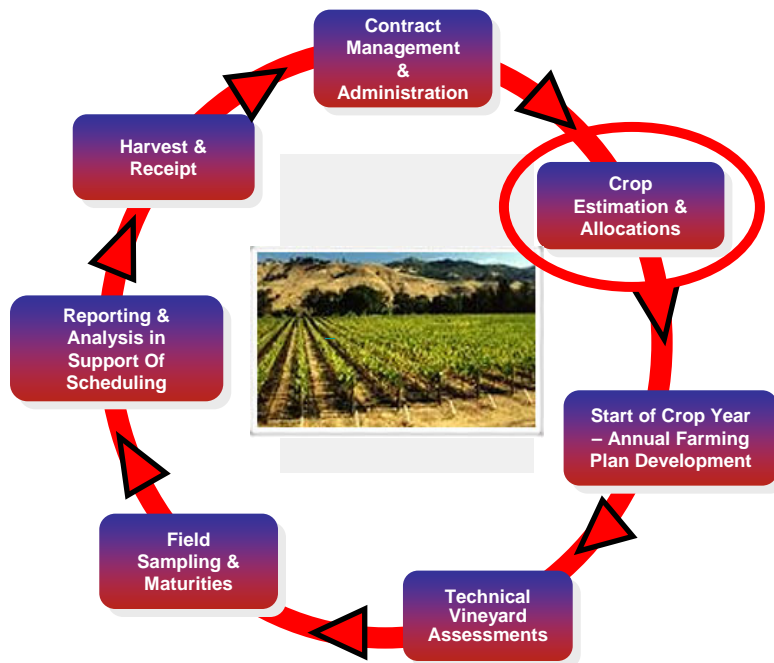 Contract
Management
&
Administration
Crop
Estimation &
Allocations
Start of Crop Year
– Annual Farming
Plan Development
Technical
Vineyard
Assessments
Field
Sampling &
Maturities
Reporting &
Analysis in
Support Of
Scheduling
Harvest &
Receipt